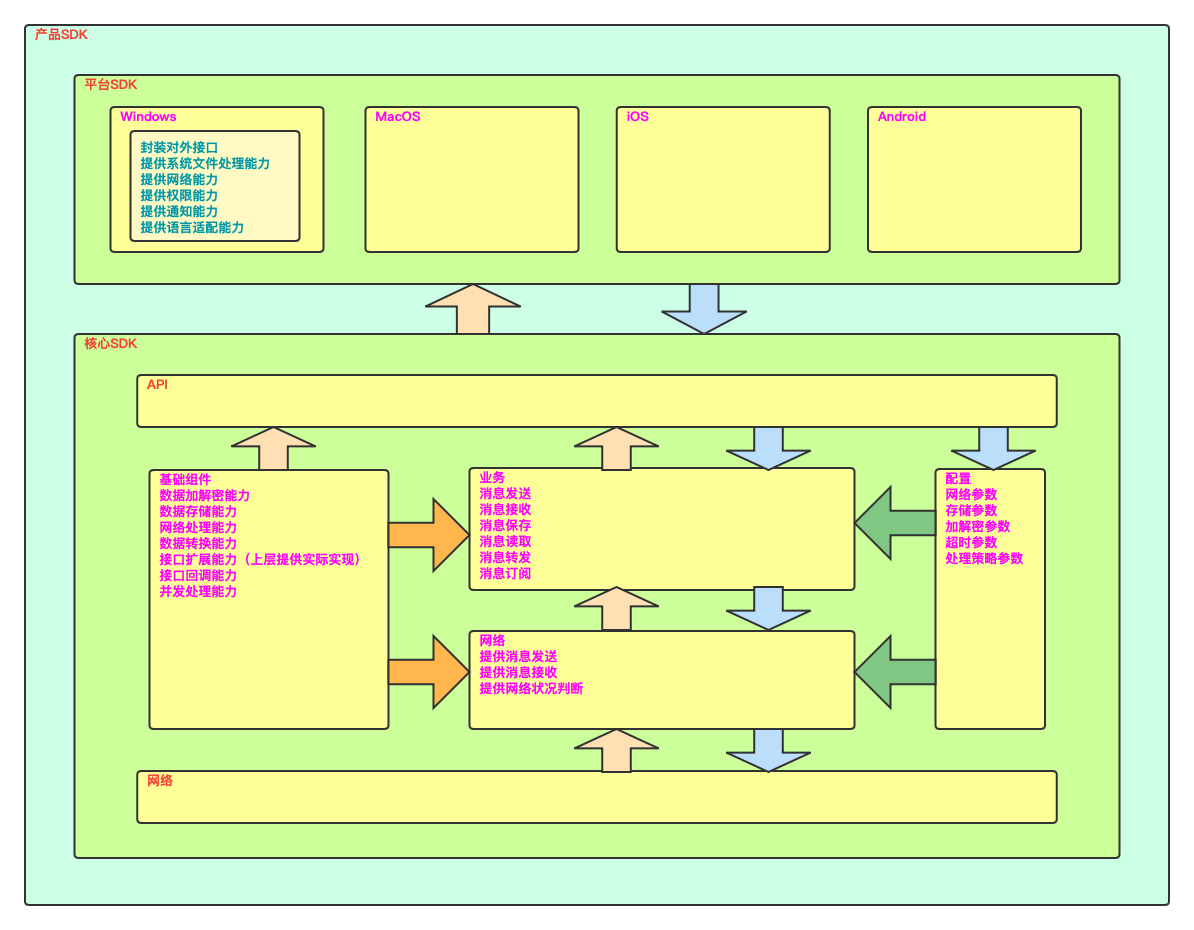 产品SDK
平台SDK
Windows
封装对外接口
提供系统文件处理能力
提供网络能力
提供权限能力
提供通知能力
提供语言适配能力
MacOS
iOS
Android
核心SDK
API
基础组件
数据加解密能力
数据存储能力
网络处理能力
数据转换能力
接口扩展能力（上层提供实际实现）
接口回调能力
并发处理能力
业务
消息发送
消息接收
消息保存
消息读取
消息转发
消息订阅
配置
网络参数
存储参数
加解密参数
超时参数
处理策略参数
网络
提供消息发送
提供消息接收
提供网络状况判断
网络